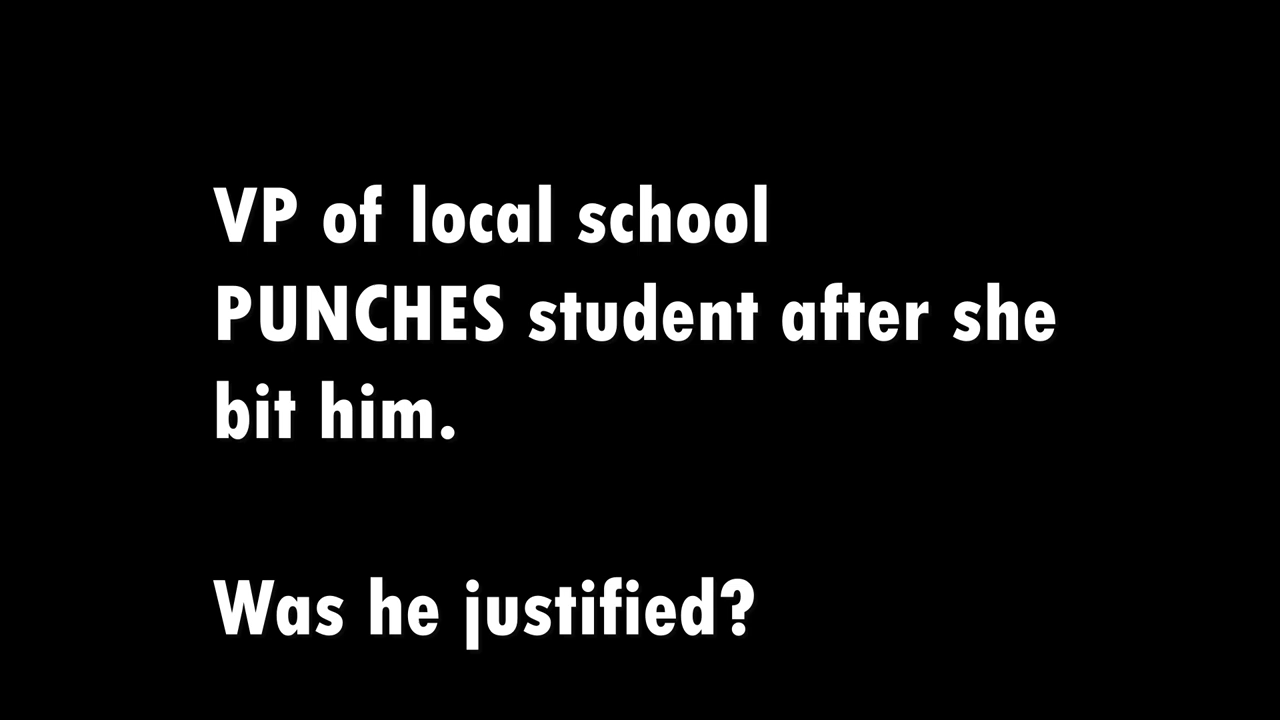 VP of local school
PUNCHES student after she
bit him.
Was he justified?